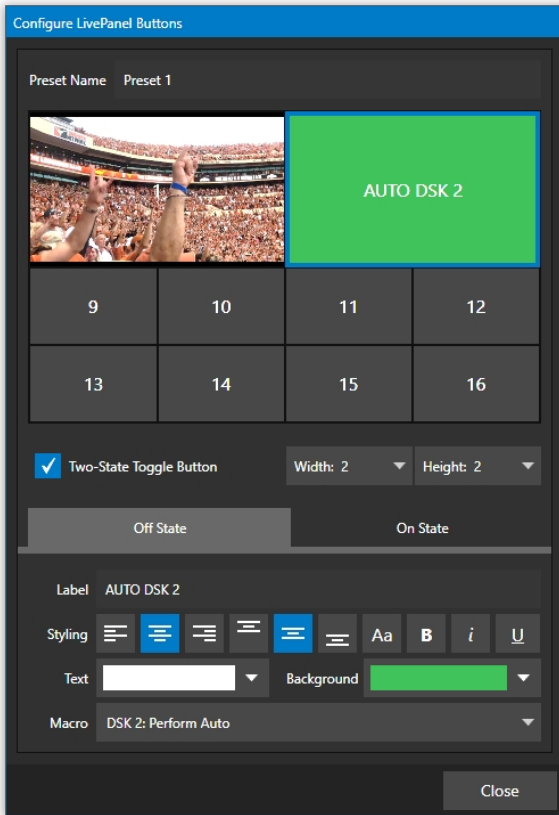 Configure LivePanel Buttons
Preset Name Preset 1
1
AUTO DSK 2
9 10 11 12
13 14 15 16
Two-State Toggle Button Width: 2 Height: 2
Off State On State
Label AUTO DSK 2
Styling Aa B i U
Text Background
Macro DSK 2: Perform Auto
Close